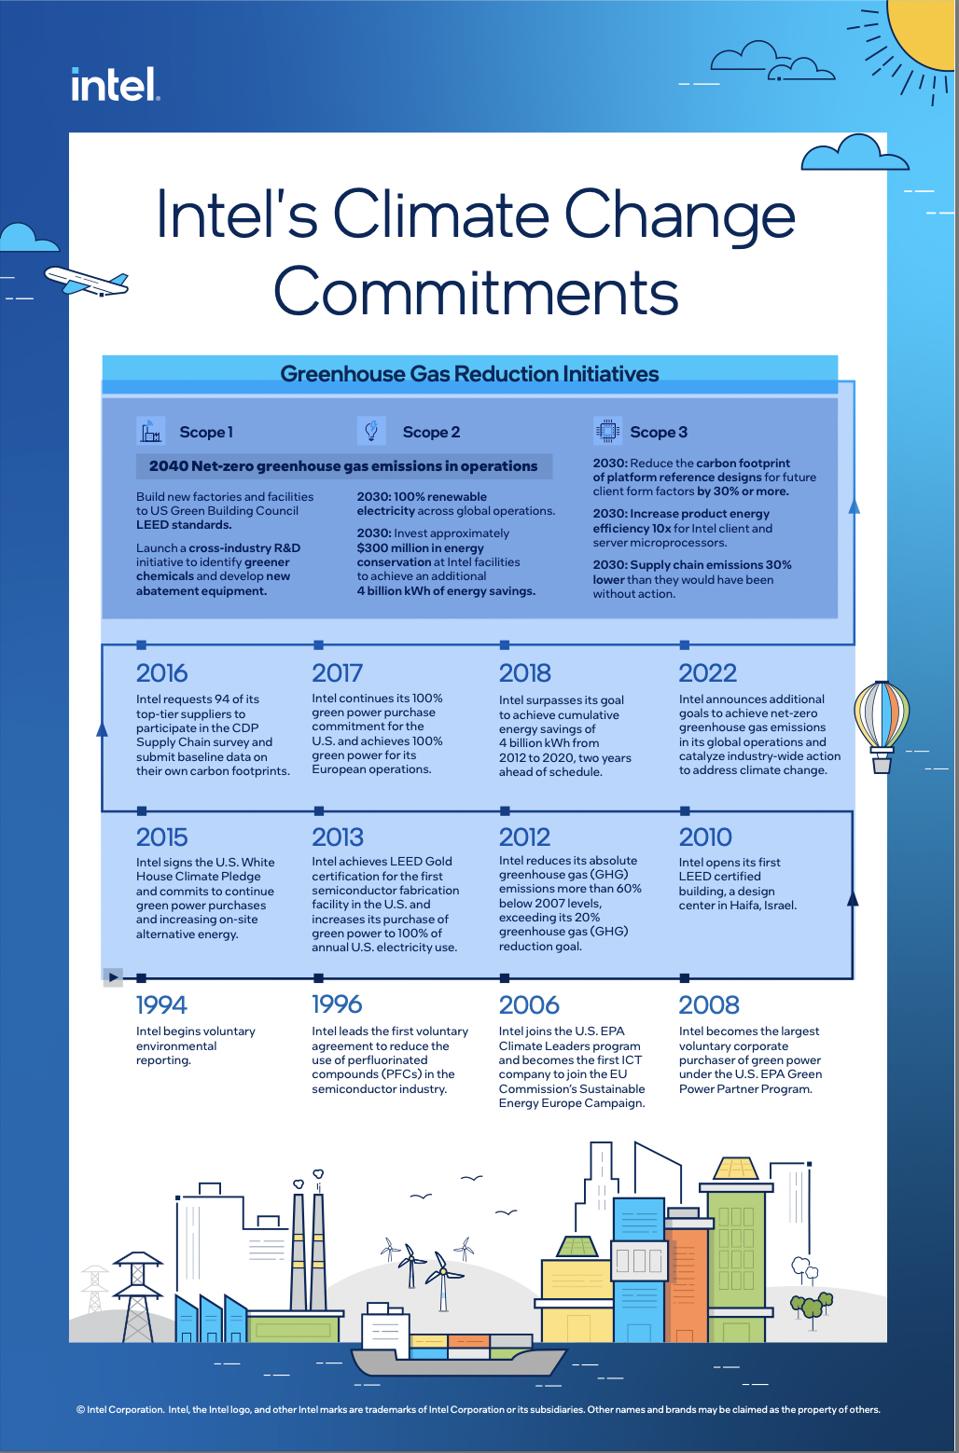 intel.
Intel's Climate Change
Commitments
Greenhouse Gas Reduction Initiatives
Scope 1
Scope 2
2040 Net-zero greenhouse gas emissions in operations
Build new factories and facilities
to US Green Building Council
LEED standards.
Launch a cross-industry R&D
initiative to identify greener
chemicals and develop new
abatement equipment.
2030: 100% renewable
electricity across global operations.
2030: Invest approximately
$300 million in energy
conservation at Intel facilities
to achieve an additional
4 billion kWh of energy savings.
Scope 3
2030: Reduce the carbon footprint
of platform reference designs for future
client form factors by 30% or more.
2030: Increase product energy
efficiency 10x for Intel client and
server microprocessors.
2030: Supply chain emissions 30%
lower than they would have been
without action.
2016
Intel requests 94 of its
top-tier suppliers to
participate in the CDP
Supply Chain survey and
submit baseline data on
their own carbon footprints.
2017
Intel continues its 100%
green power purchase
commitment for the
U.S. and achieves 100%
green power for its
European operations.
2018
Intel surpasses its goal
to achieve cumulative
energy savings of
4 billion kWh from
2012 to 2020, two years
ahead of schedule.
2022
Intel announces additional
goals to achieve net-zero
greenhouse gas emissions
in its global operations and
catalyze industry-wide action
to address climate change.
2015
Intel signs the U.S. White
House Climate Pledge
and commits to continue
green power purchases
and increasing on-site
alternative energy.
2013
Intel achieves LEED Gold
certification for the first
semiconductor fabrication
facility in the U.S. and
increases its purchase of
green power to 100% of
annual U.S. electricity use.
2012
Intel reduces its absolute
greenhouse gas (GHG)
emissions more than 60%
below 2007 levels,
exceeding its 20%
greenhouse gas (GHG)
reduction goal.
2010
Intel opens its first
LEED certified
building, a design
center in Haifa, Israel.
1994
Intel begins voluntary
environmental
reporting.
1996
Intel leads the first voluntary
agreement to reduce the
use of perfluorinated
compounds (PFCs) in the
semiconductor industry.
2006
Intel joins the U.S. EPA
Climate Leaders program
and becomes the first ICT
company to join the EU
Commission's Sustainable
Energy Europe Campaign.
2008
Intel becomes the largest
voluntary corporate
purchaser of green power
under the U.S. EPA Green
Power Partner Program.
© Intel Corporation. Intel, the Intel logo, and other Intel marks are trademarks of Intel Corporation or its subsidiaries. Other names and brands may be claimed as the property of others.